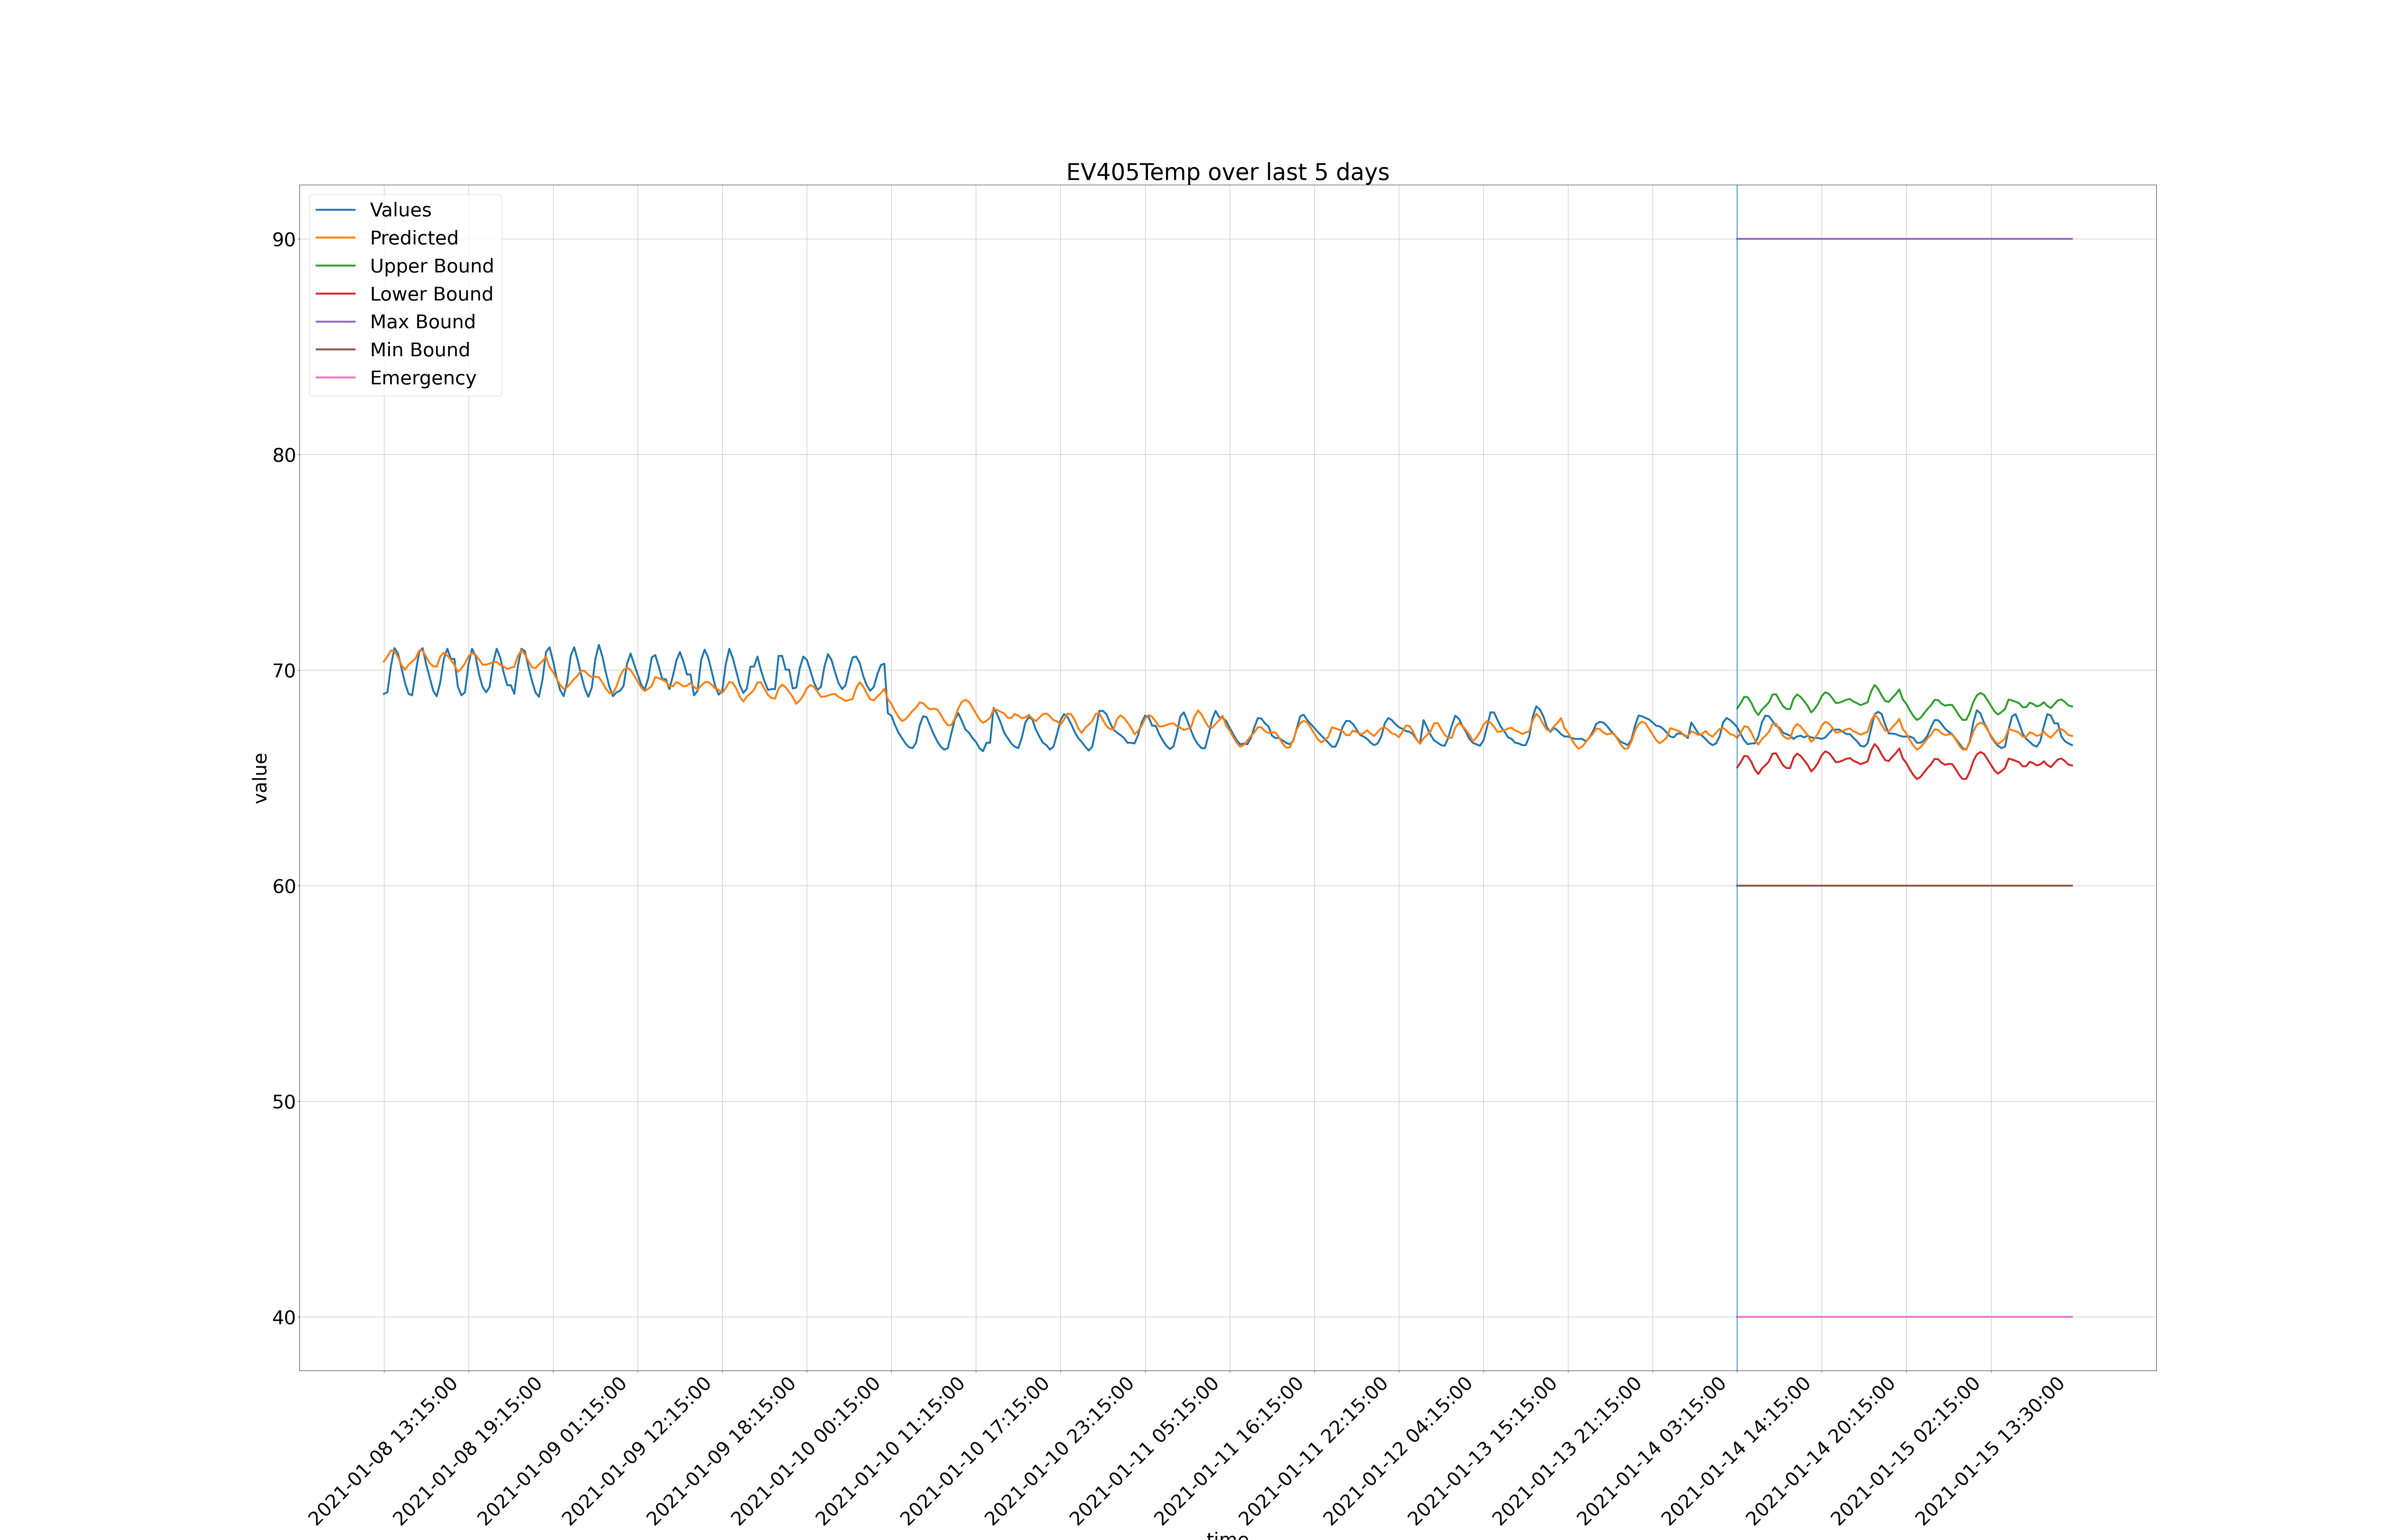 EV405Temp over last 5 days
Values
Predicted
Upper Bound
Lower Bound
Max Bound
Min Bound
Emergency
90
80
70
60
50
40
value
2021-01-08 13:15:00
2021-01-08 19:15:00
2021-01-09 01:15:00
2021-01-09 12:15:00
2021-01-09 18:15:00
2021-01-10 00:15:00
2021-01-10 11:15:00
2021-01-10 17:15:00
2021-01-10 23:15:00
2021-01-11 05:15:00
2021-01-11 16:15:00
2021-01-11 22:15:00
2021-01-12 04:15:00
2021-01-13 15:15:00
2021-01-13 21:15:00
2021-01-14 03:15:00
2021-01-14 14:15:00
2021-01-14 20:15:00
2021-01-15 02:15:00
2021-01-15 13:30:00
time